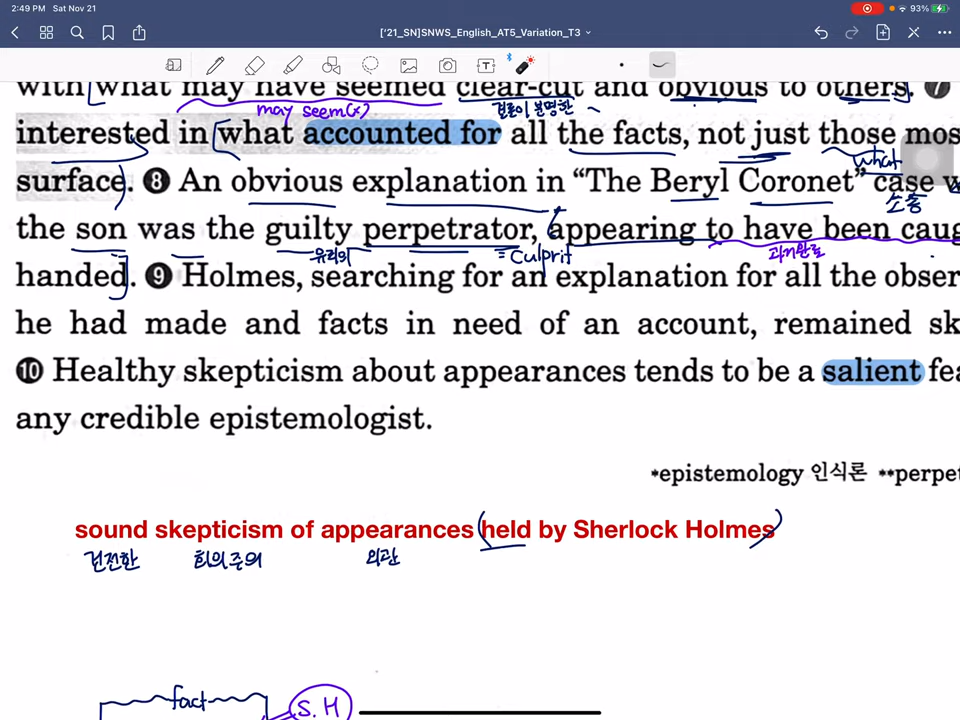 2:49 PM Sat Nov 21
93%
['21_SN]SNWS_English_AT5_Variation_T3
with what may have seemed clear-cut and obvious to others. ❼
may seem(x) 결론이 분명한
interested in what accounted for all the facts, not just those mos
what
surface. ❽ An obvious explanation in “The Beryl Coronet” case w
소송
the son was the guilty perpetrator, appearing to have been caug
유죄의 = Culprit 과거완료
handed. ❾ Holmes, searching for an explanation for all the obser
he had made and facts in need of an account, remained sk
❿ Healthy skepticism about appearances tends to be a salient fea
any credible epistemologist.
*epistemology 인식론 **perpet
sound skepticism of appearances (held by Sherlock Holmes)
건전한 회의주의 외관
fact S.H